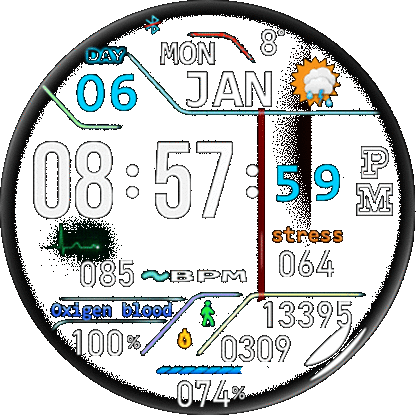 MON 8°
DAY
06 JAN
08:57:59 PM
stress
085 BPM 064
Oxigen blood 13395
100% 0309
074%